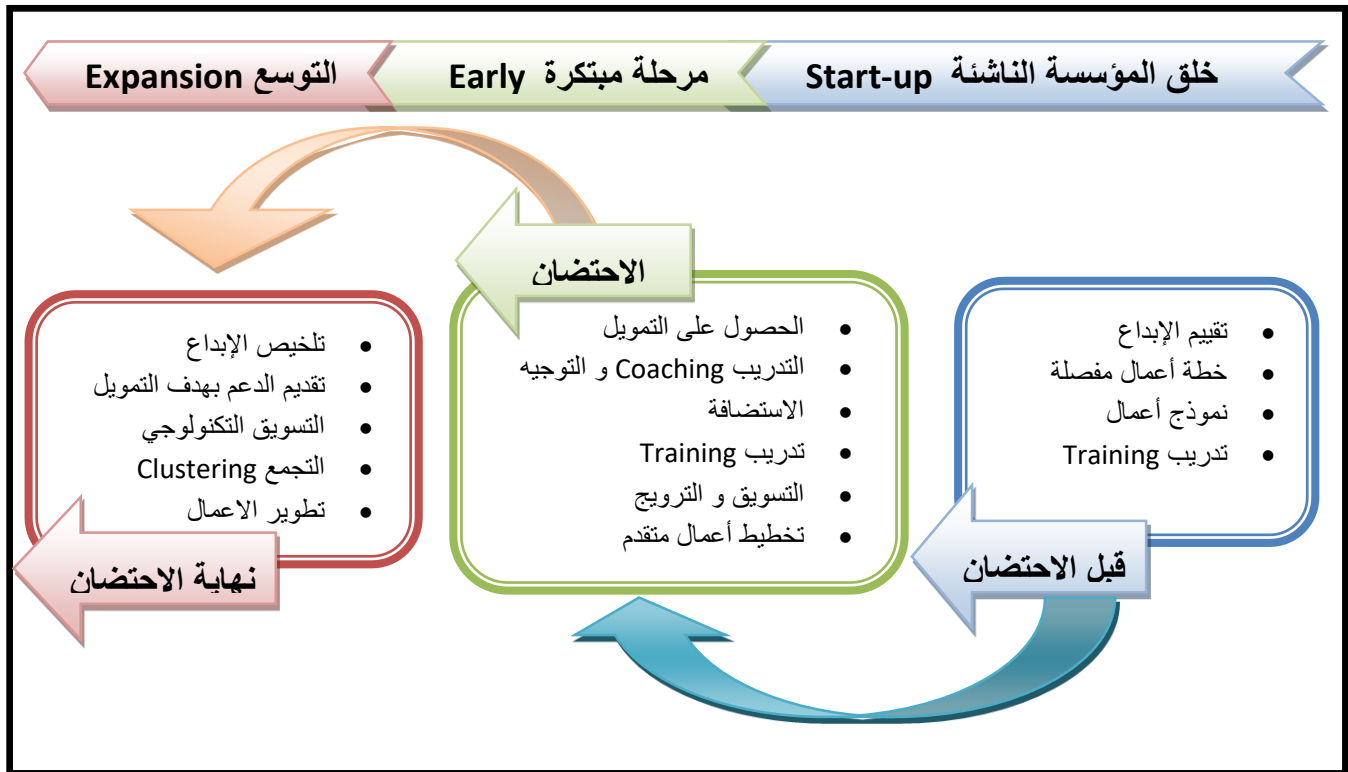 خلق المؤسسة الناشئة Start-up
مرحلة مبتكرة Early
التوسع Expansion
تقييم الإبداع
خطة أعمال مفصلة
نموذج أعمال
تدريب Training
قبل الاحتضان
الاحتضان
الحصول على التمويل
التدريب Coaching و التوجيه
الاستضافة
تدريب Training
التسويق و الترويج
تخطيط أعمال متقدم
تلخيص الإبداع
تقديم الدعم بهدف التمويل
التسويق التكنولوجي
التجمع Clustering
تطوير الاعمال
نهاية الاحتضان